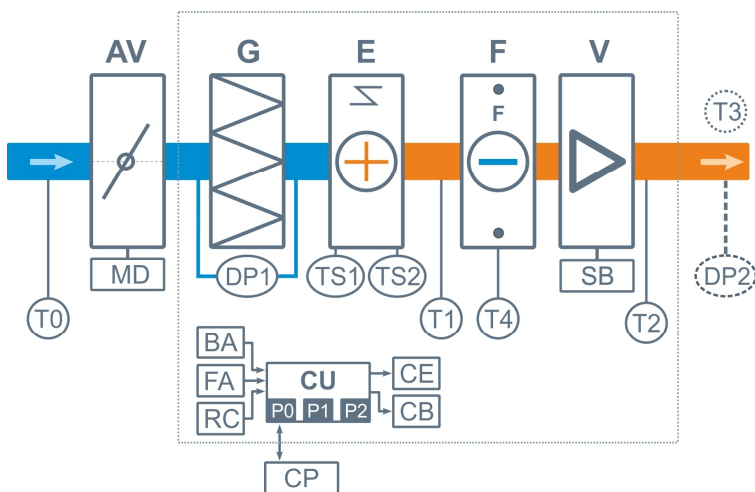 AV G E F V
T3
F
MD DP1 TS1 TS2 SB DP2
T0 T1 T4 T2
BA
FA
RC
CU
P0 P1 P2
CE
CB
CP